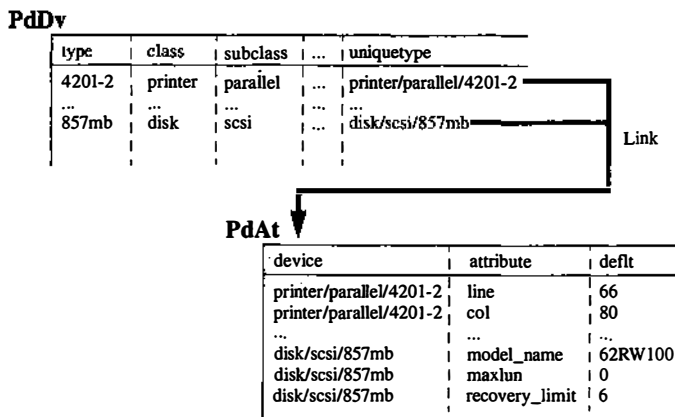 PdDv
type class subclass ... uniquetype
4201-2 printer parallel ... printer/parallel/4201-2
... ... ... ... ...
857mb disk scsi ... disk/scsi/857mb
Link
PdAt
device attribute deflt
printer/parallel/4201-2 line 66
printer/parallel/4201-2 col 80
... ... ...
disk/scsi/857mb model_name 62RW100
disk/scsi/857mb maxlun 0
disk/scsi/857mb recovery_limit 6